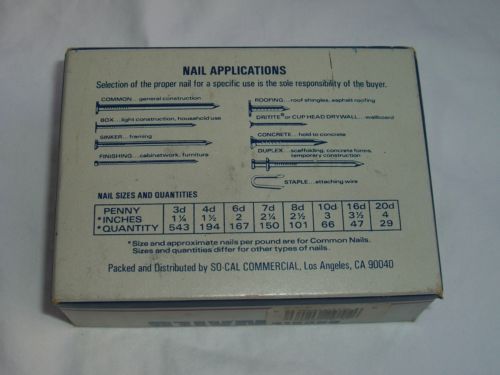 NAIL APPLICATIONS
Selection of the proper nail for a specific use is the sole responsibility of the buyer.
COMMON... general construction
BOX... light construction, household use
SINKER... framing
FINISHING... cabinetwork, furniture
ROOFING... roof shingles, asphalt roofing
DRITITE® or CUP HEAD DRYWALL... wallboard
CONCRETE... hold to concrete
DUPLEX... scaffolding, concrete forms,
temporary construction
STAPLE... attaching wire
NAIL SIZES AND QUANTITIES
PENNY 3d 4d 6d 7d 8d 10d 16d 20d
*INCHES 1¼ 1½ 2 2¼ 2½ 3 3½ 4
*QUANTITY 543 194 167 150 101 66 47 29
*Size and approximate nails per pound are for Common Nails.
Sizes and quantities differ for other types of nails.
Packed and Distributed by SO-CAL COMMERCIAL, Los Angeles, CA 90040